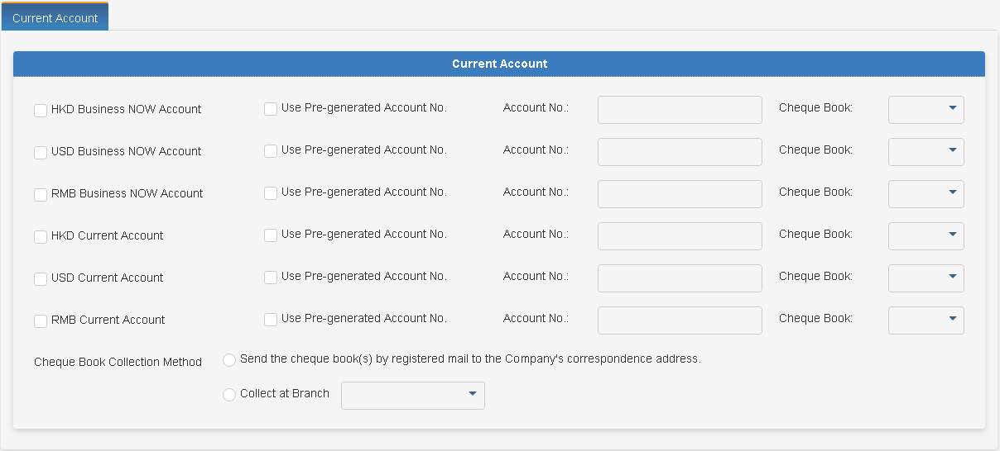 Current Account
Current Account
HKD Business NOW Account Use Pre-generated Account No. Account No.: Cheque Book:
USD Business NOW Account Use Pre-generated Account No. Account No.: Cheque Book:
RMB Business NOW Account Use Pre-generated Account No. Account No.: Cheque Book:
HKD Current Account Use Pre-generated Account No. Account No.: Cheque Book:
USD Current Account Use Pre-generated Account No. Account No.: Cheque Book:
RMB Current Account Use Pre-generated Account No. Account No.: Cheque Book:
Cheque Book Collection Method Send the cheque book(s) by registered mail to the Company's correspondence address.
Collect at Branch